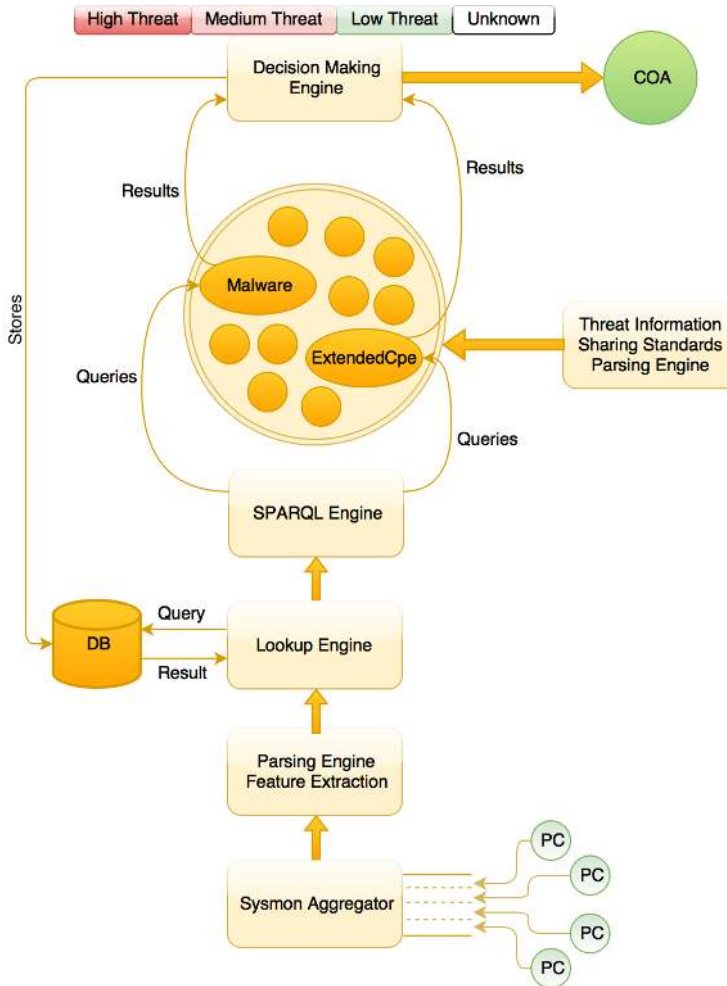 High Threat
Medium Threat
Low Threat
Unknown
Decision Making
Engine
COA
Results
Results
Malware
Stores
Threat Information
Sharing Standards
Parsing Engine
ExtendedCpe
Queries
Queries
SPARQL Engine
Query
DB
Lookup Engine
Result
Parsing Engine
Feature Extraction
PC
PC
Sysmon Aggregator
PC
PC